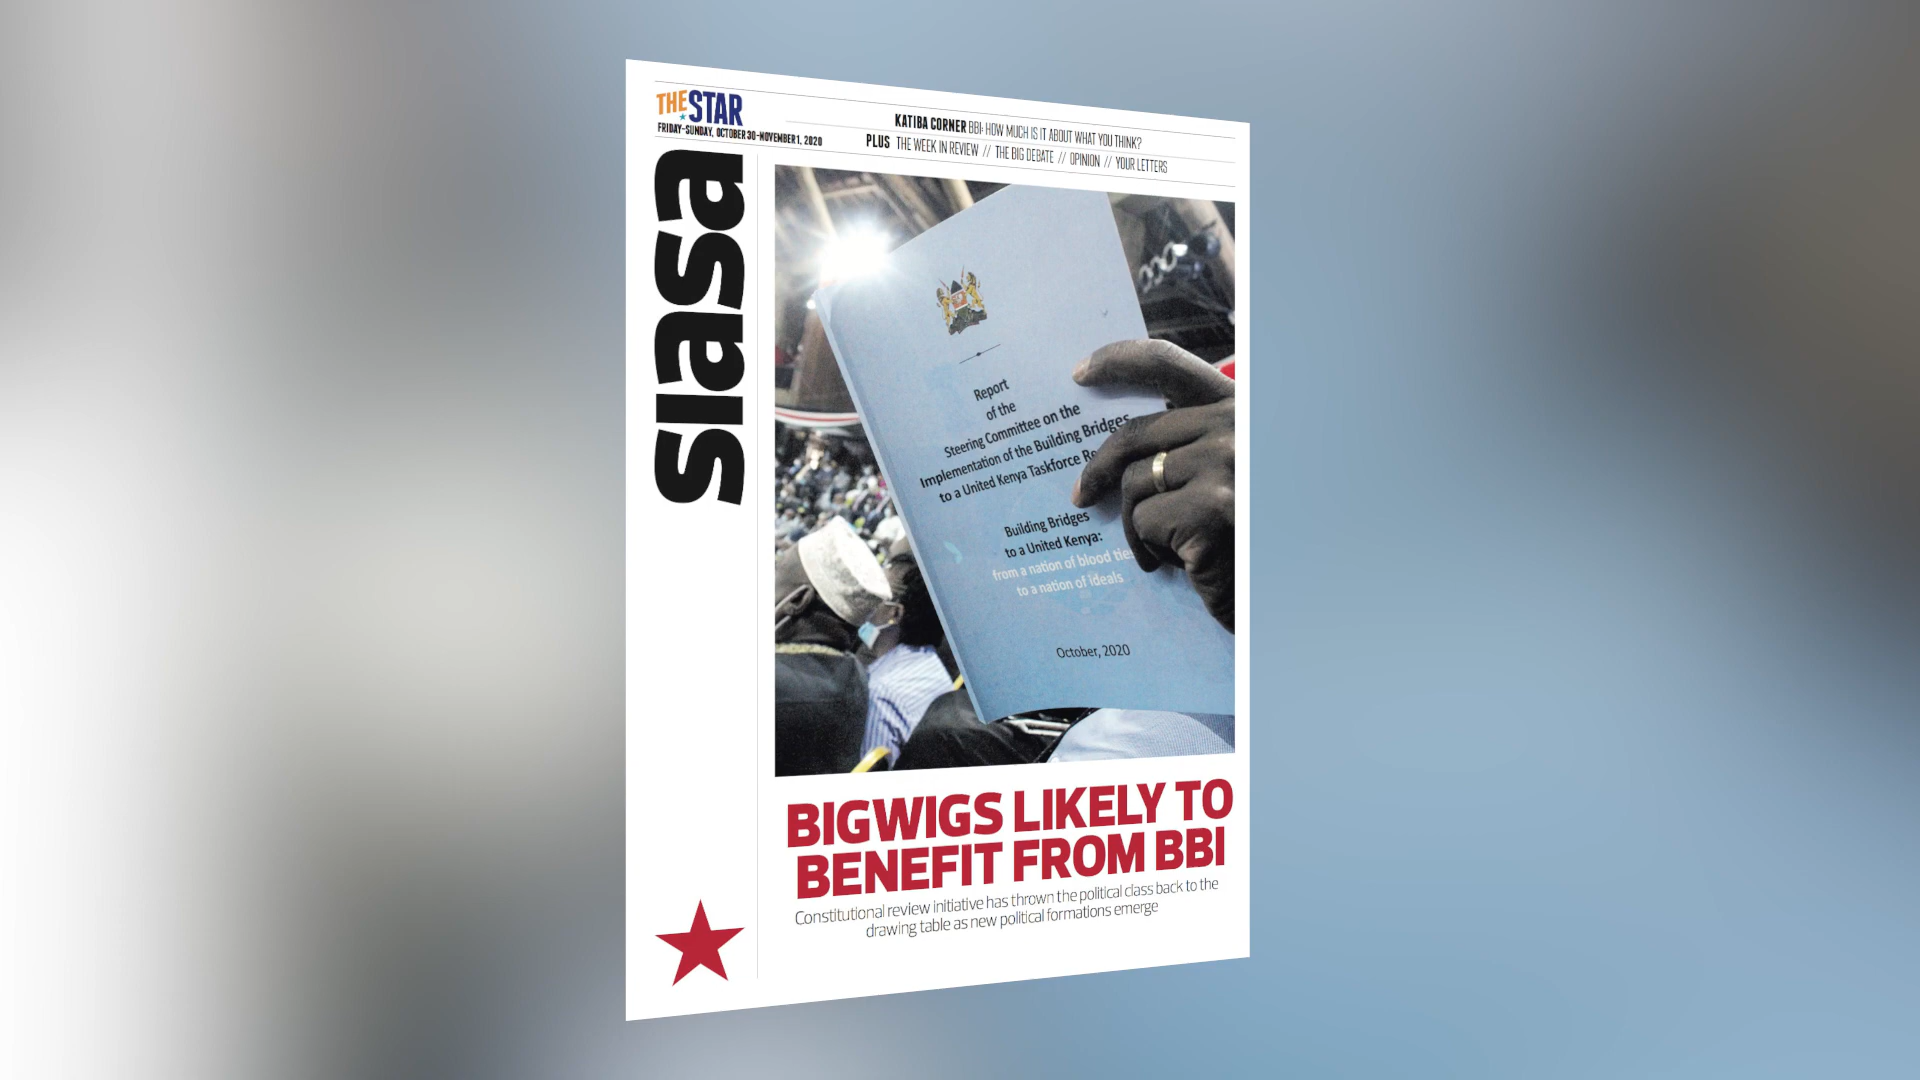 THE STAR
FRIDAY-SUNDAY, OCTOBER 30-NOVEMBER 1, 2020
KATIBA CORNER BBI: HOW MUCH IS IT ABOUT WHAT YOU THINK?
PLUS THE WEEK IN REVIEW // THE BIG DEBATE // OPINION // YOUR LETTERS
siasa
Report
of the
Steering Committee on the
Implementation of the Building Bridges
to a United Kenya Taskforce
Building Bridges
to a United Kenya:
from a nation of blood ties
to a nation of ideals
October, 2020
BIGWIGS LIKELY TO
BENEFIT FROM BBI
Constitutional review initiative has thrown the political class back to the
drawing table as new political formations emerge